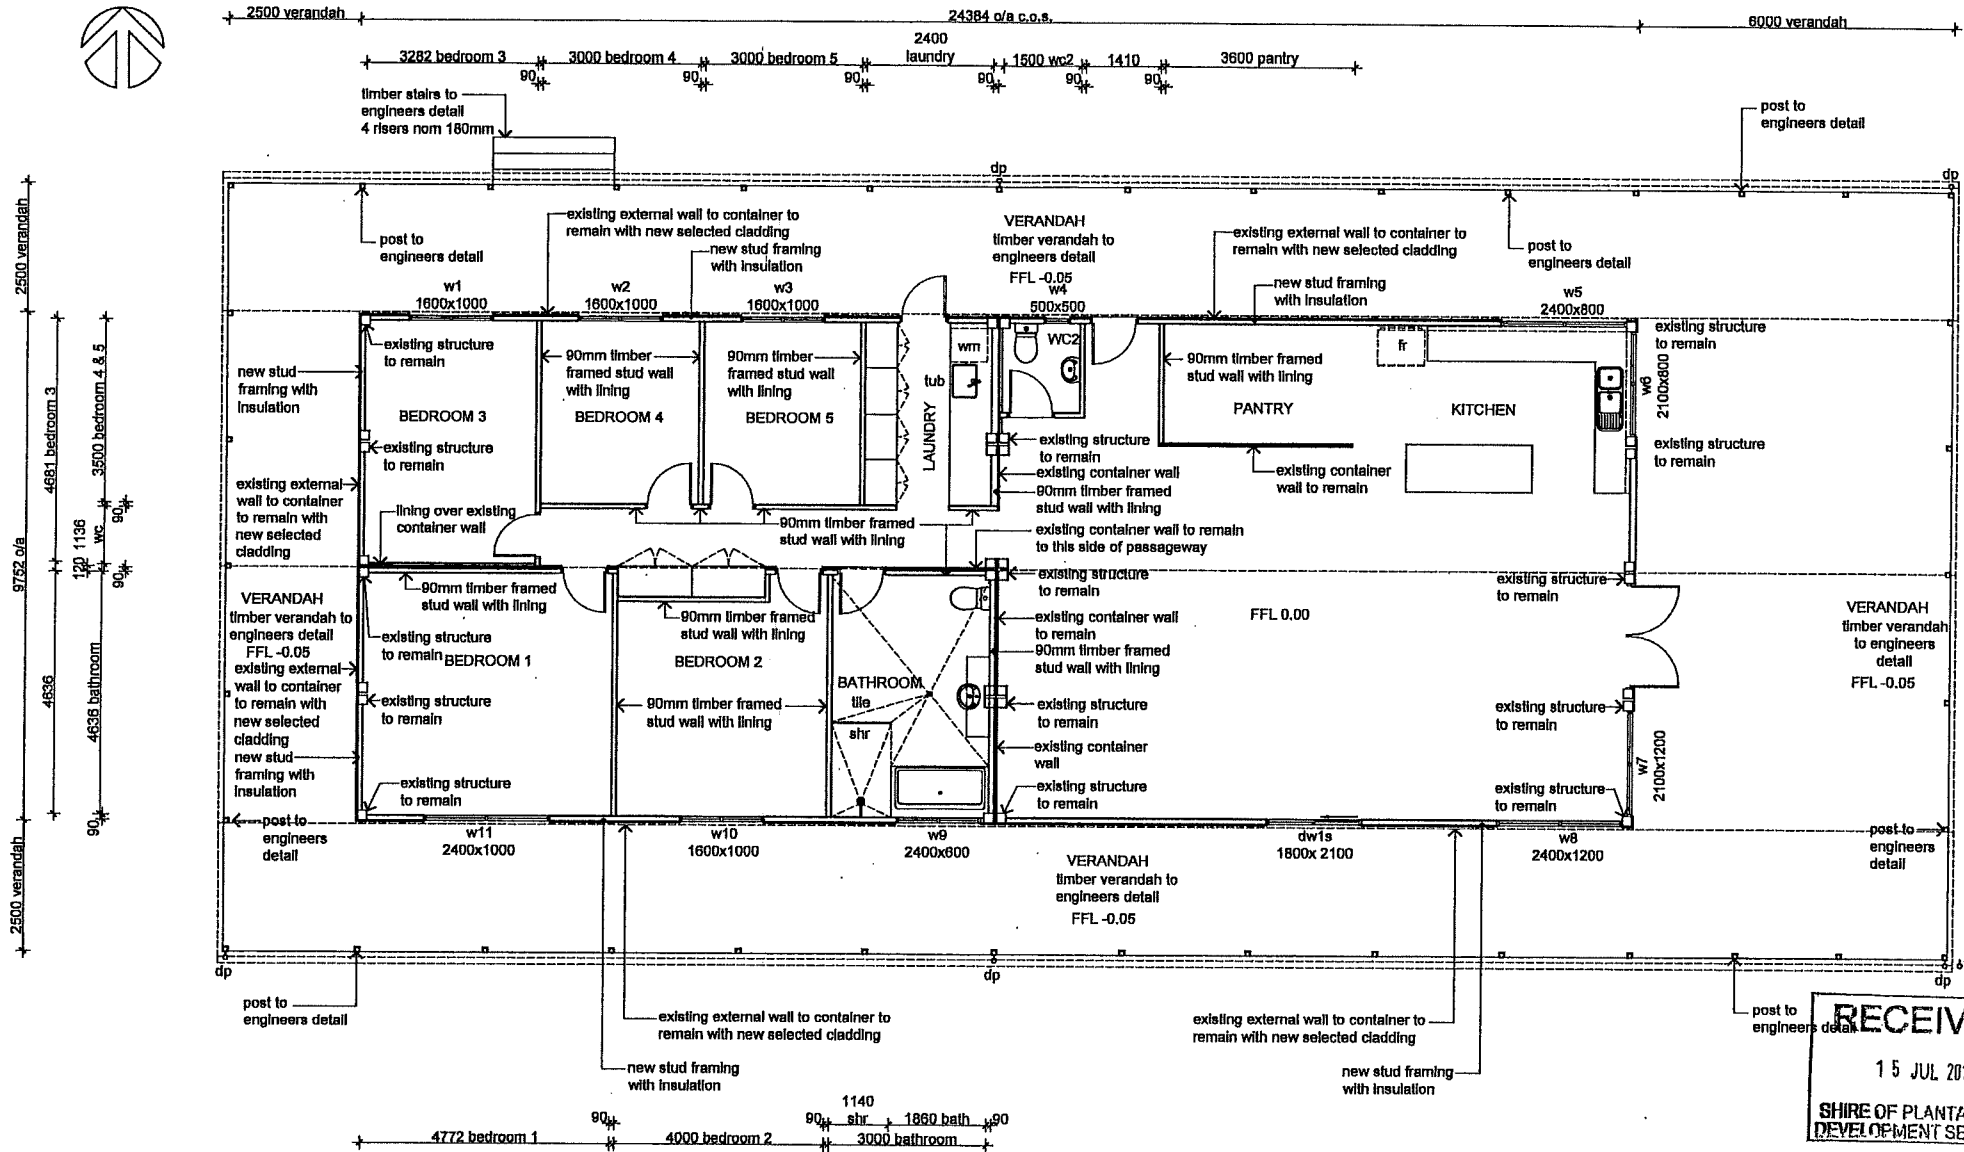 2500 verandah
24384 o/a c.o.s.
6000 verandah
3282 bedroom 3
3000 bedroom 4
3000 bedroom 5
2400
laundry
1500 wc2
1410
3600 pantry
90
90
90
90
90
90
timber stairs to
engineers detail
4 risers nom 180mm
post to
engineers detail
dp
dp
2500 verandah
post to
engineers detail
existing external wall to container to
remain with new selected cladding
new stud framing
with insulation
VERANDAH
timber verandah to
engineers detail
FFL -0.05
existing external wall to container to
remain with new selected cladding
new stud framing
with insulation
post to
engineers detail
w1
1600x1000
w2
1600x1000
w3
1600x1000
w4
500x500
w5
2400x800
existing structure
to remain
existing structure
to remain
90mm timber
framed stud wall
with lining
90mm timber
framed stud wall
with lining
wm
tub
WC2
90mm timber framed
stud wall with lining
fr
w6
2100x800
new stud
framing with
insulation
BEDROOM 3
BEDROOM 4
BEDROOM 5
LAUNDRY
PANTRY
KITCHEN
4681 bedroom 3
3500 bedroom 4 & 5
existing structure
to remain
existing structure
to remain
existing container wall
90mm timber framed
stud wall with lining
existing container
wall to remain
existing structure
to remain
existing external
wall to container
to remain with
new selected
cladding
lining over existing
container wall
90mm timber framed
stud wall with lining
existing container wall to remain
to this side of passageway
9752 o/a
90
120
1136
wc
90
90mm timber framed
stud wall with lining
existing structure
to remain
existing structure
to remain
VERANDAH
timber verandah to
engineers detail
FFL -0.05
existing structure
to remain
BEDROOM 1
90mm timber framed
stud wall with lining
BEDROOM 2
existing container wall
to remain
90mm timber framed
stud wall with lining
FFL 0.00
VERANDAH
timber verandah
to engineers
detail
FFL -0.05
existing external
wall to container
to remain with
new selected
cladding
new stud
framing with
insulation
4636
4636 bathroom
existing structure
to remain
90mm timber framed
stud wall with lining
BATHROOM
tile
shr
existing structure
to remain
existing container
wall
existing structure
to remain
existing structure
to remain
existing structure
to remain
existing structure
to remain
w7
2100x1200
90
2500 verandah
post to
engineers
detail
w11
2400x1000
w10
1600x1000
w9
2400x600
dw1s
1800x 2100
w8
2400x1200
post to
engineers
detail
VERANDAH
timber verandah to
engineers detail
FFL -0.05
dp
dp
dp
post to
engineers detail
existing external wall to container to
remain with new selected cladding
new stud framing
with insulation
existing external wall to container to
remain with new selected cladding
new stud framing
with insulation
post to
engineers detail
RECEIV
15 JUL 20
SHIRE OF PLANTA
DEVELOPMENT SE
90
90
1140
shr
1860 bath
90
4772 bedroom 1
4000 bedroom 2
3000 bathroom